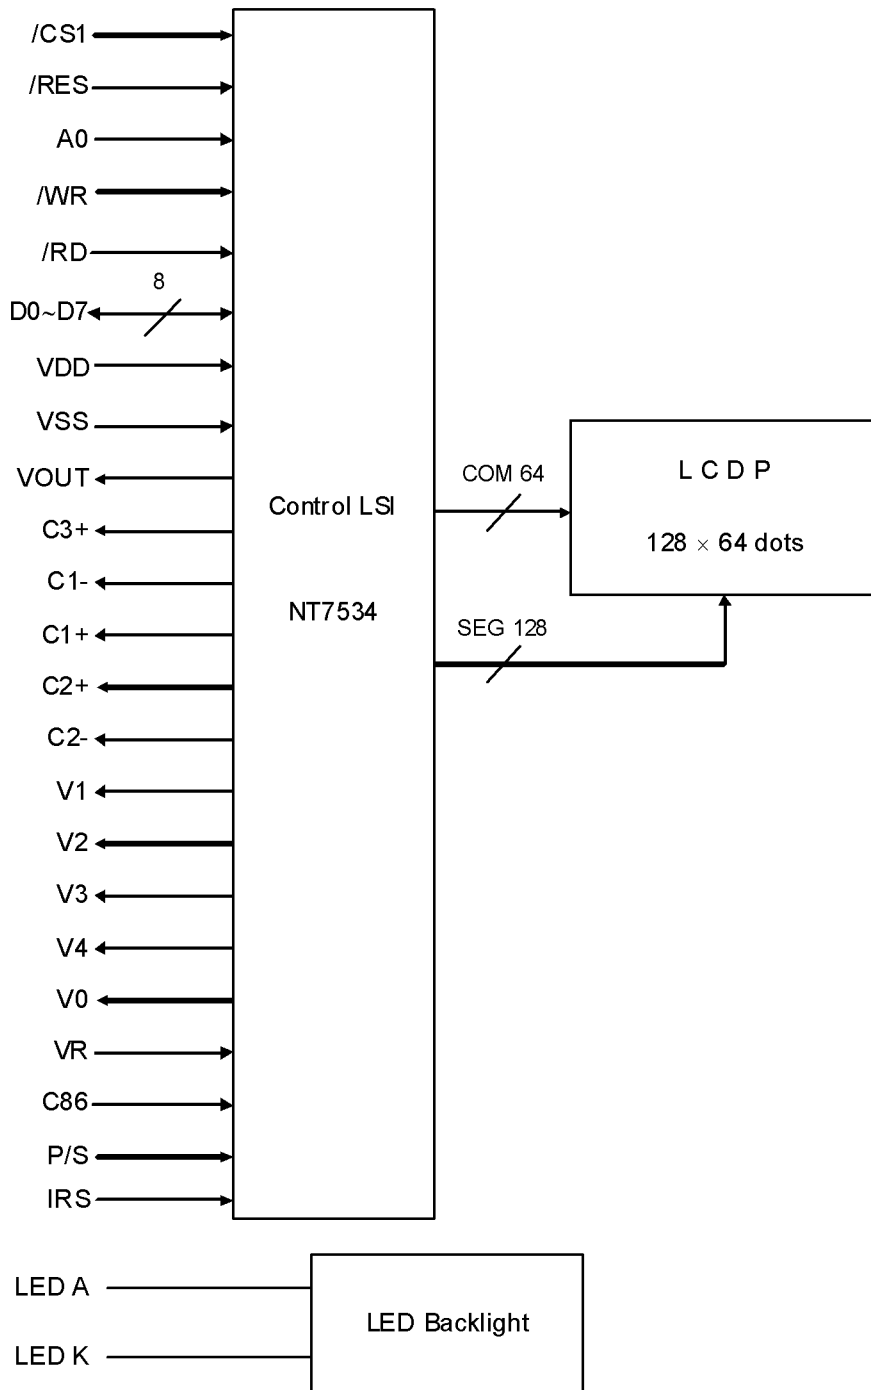 /CS1
/RES
A0
/WR
/RD
8
D0~D7
VDD
VSS
VOUT
C3+
C1-
C1+
C2+
C2-
V1
V2
V3
V4
V0
VR
C86
P/S
IRS
Control LSI
NT7534
COM 64
SEG 128
L C D P
128 × 64 dots
LED A
LED K
LED Backlight